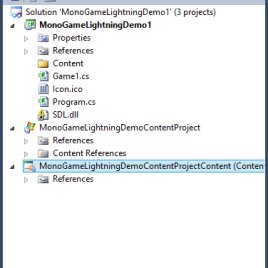 Solution 'MonoGameLightningDemo1' (3 projects)
MonoGameLightningDemo1
Properties
References
Content
Game1.cs
Icon.ico
Program.cs
SDL.dll
MonoGameLightningDemoContentProject
References
Content References
MonoGameLightningDemoContentProjectContent (Conten
References